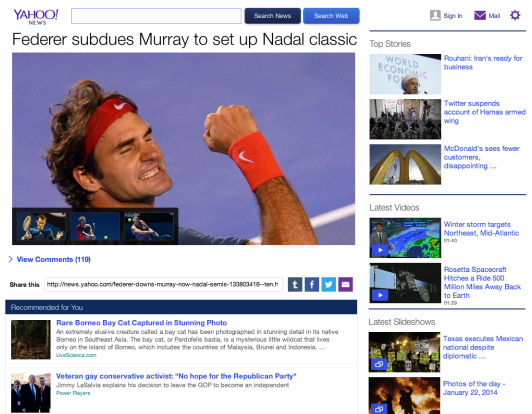 YAHOO!
NEWS
Search News
Search Web
Sign In
Mail
Federer subdues Murray to set up Nadal classic
View Comments (119)
Share this
http://news.yahoo.com/federer-downs-murray-now-nadal-semis-133803416--ten.h
Recommended for You
Rare Borneo Bay Cat Captured in Stunning Photo
An extremely elusive creature called a bay cat has been photographed in stunning detail in its native
Borneo in Southeast Asia. The bay cat, or Pardofelis badia, is a mysterious little wildcat that lives
only on the island of Borneo, which includes the countries of Malaysia, Brunei and Indonesia. ...
LiveScience.com
Veteran gay conservative activist: "No hope for the Republican Party"
Jimmy LaSalvia explains his decision to leave the GOP to become an independent
Power Players
Top Stories
WORLD
ECONOMIC
Rouhani: Iran's ready for
business
Twitter suspends
account of Hamas armed
wing
McDonald's sees fewer
customers,
disappointing ...
Latest Videos
Winter storm targets
Northeast, Mid-Atlantic
01:40
Rosetta Spacecraft
Hitches a Ride 500
Million Miles Away Back
to Earth
01:29
Latest Slideshows
Texas executes Mexican
national despite
diplomatic ...
Photos of the day -
January 22, 2014